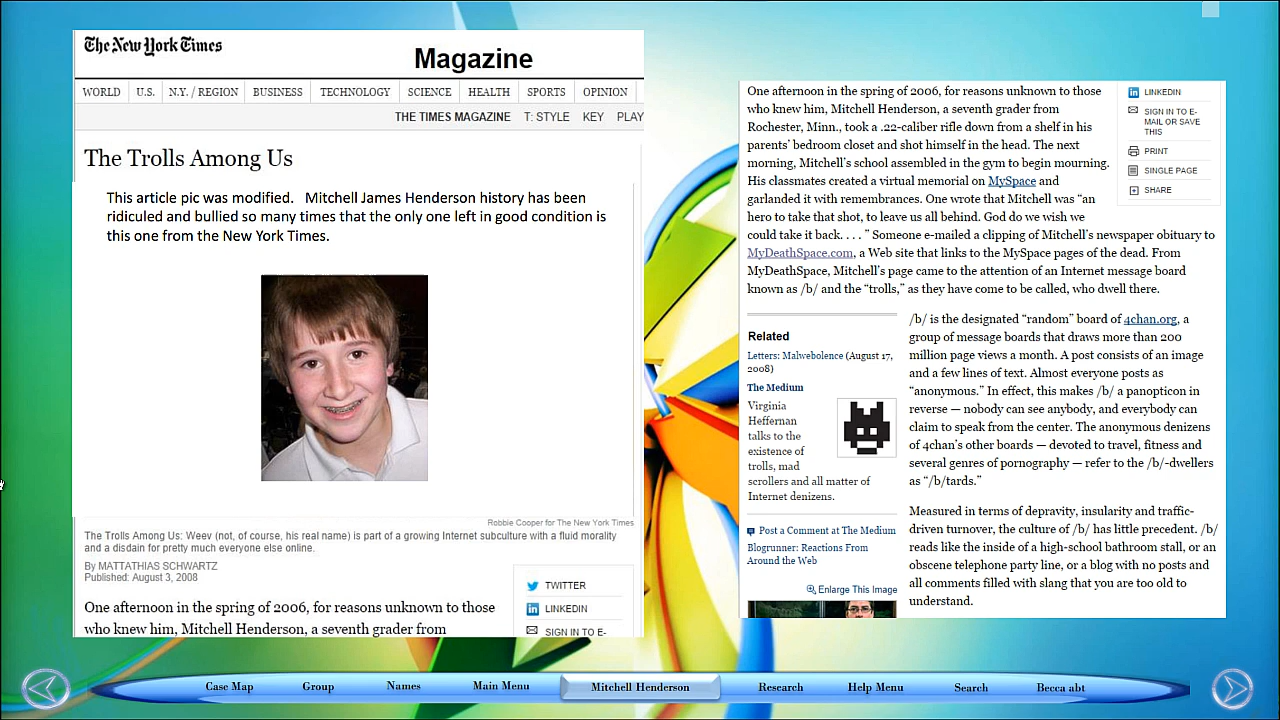 The New York Times
Magazine
WORLD U.S. N.Y. / REGION BUSINESS TECHNOLOGY SCIENCE HEALTH SPORTS OPINION
THE TIMES MAGAZINE T: STYLE KEY PLAY
The Trolls Among Us
This article pic was modified. Mitchell James Henderson history has been
ridiculed and bullied so many times that the only one left in good condition is
this one from the New York Times.
Robbie Cooper for The New York Times
The Trolls Among Us: Weev (not, of course, his real name) is part of a growing Internet subculture with a fluid morality
and a disdain for pretty much everyone else online.
By MATTATHIAS SCHWARTZ
Published: August 3, 2008
One afternoon in the spring of 2006, for reasons unknown to those
who knew him, Mitchell Henderson, a seventh grader from
TWITTER
LINKEDIN
SIGN IN TO E-
One afternoon in the spring of 2006, for reasons unknown to those
who knew him, Mitchell Henderson, a seventh grader from
Rochester, Minn., took a .22-caliber rifle down from a shelf in his
parents’ bedroom closet and shot himself in the head. The next
morning, Mitchell’s school assembled in the gym to begin mourning.
His classmates created a virtual memorial on MySpace and
garlanded it with remembrances. One wrote that Mitchell was “an
hero to take that shot, to leave us all behind. God do we wish we
could take it back. . . . ” Someone e-mailed a clipping of Mitchell’s newspaper obituary to
MyDeathSpace.com, a Web site that links to the MySpace pages of the dead. From
MyDeathSpace, Mitchell’s page came to the attention of an Internet message board
known as /b/ and the “trolls,” as they have come to be called, who dwell there.
LINKEDIN
SIGN IN TO E-
MAIL OR SAVE
THIS
PRINT
SINGLE PAGE
SHARE
Related
Letters: Malwebolence (August 17,
2008)
The Medium
Virginia
Heffernan
talks to the
existence of
trolls, mad
scrollers and all matter of
Internet denizens.
Post a Comment at The Medium
Blogrunner: Reactions From
Around the Web
Enlarge This Image
/b/ is the designated “random” board of 4chan.org, a
group of message boards that draws more than 200
million page views a month. A post consists of an image
and a few lines of text. Almost everyone posts as
“anonymous.” In effect, this makes /b/ a panopticon in
reverse — nobody can see anybody, and everybody can
claim to speak from the center. The anonymous denizens
of 4chan’s other boards — devoted to travel, fitness and
several genres of pornography — refer to the /b/-dwellers
as “/b/tards.”
Measured in terms of depravity, insularity and traffic-
driven turnover, the culture of /b/ has little precedent. /b/
reads like the inside of a high-school bathroom stall, or an
obscene telephone party line, or a blog with no posts and
all comments filled with slang that you are too old to
understand.
Case Map Group Names Main Menu Mitchell Henderson Research Help Menu Search Becca abt